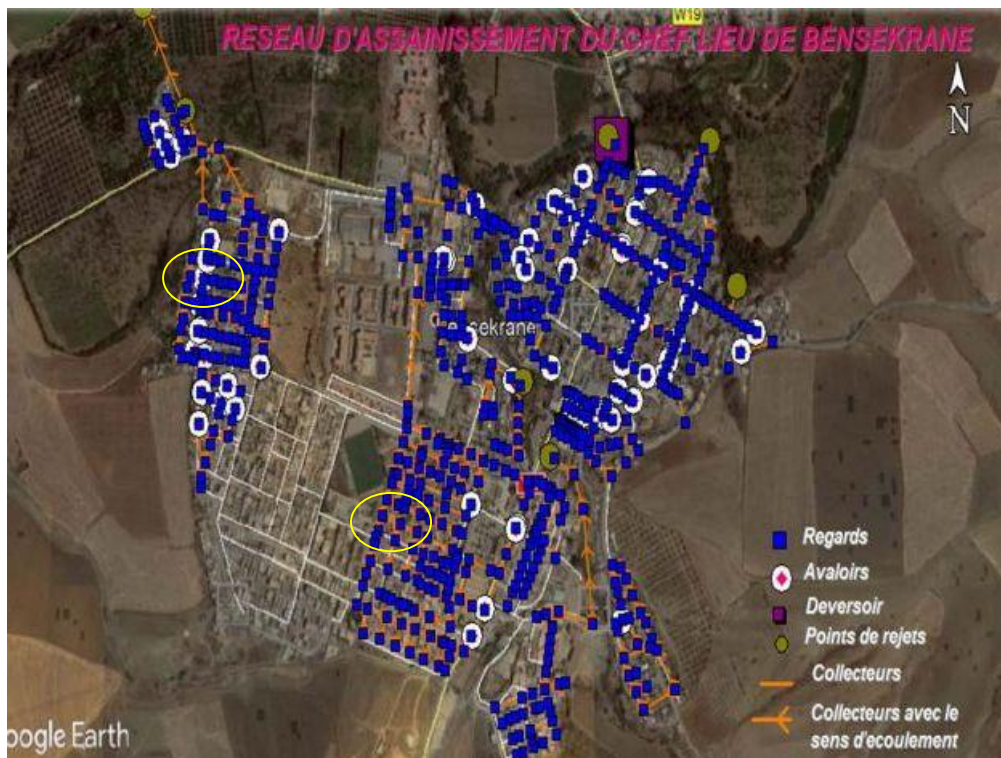 W19
RESEAU D'ASSAINISSEMENT DU CHEF LIEU DE BENSEKRANE
N
sekrane
Regards
Avaloirs
Deversoir
Points de rejets
Collecteurs
Collecteurs avec le
sens d'ecoulement
oogle Earth